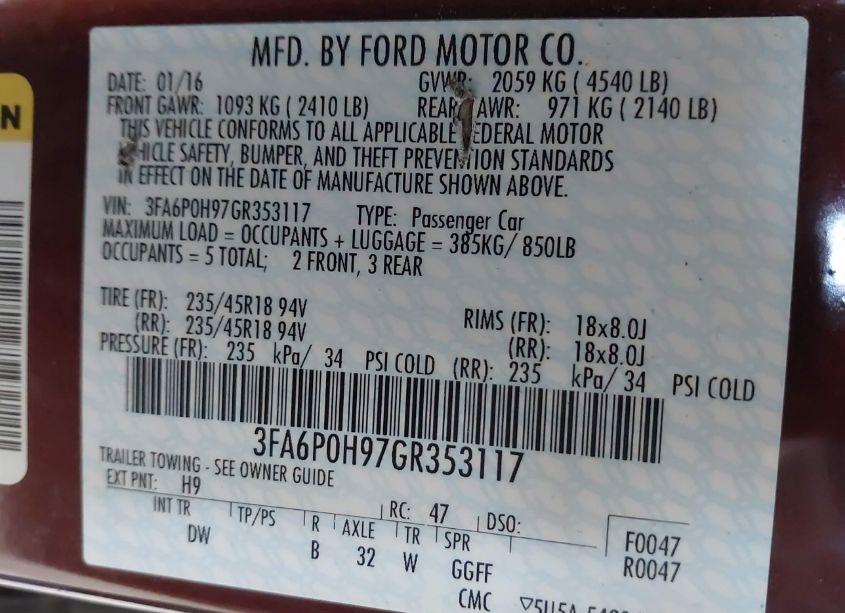 MFD. BY FORD MOTOR CO.
DATE: 01/16 GVWR: 2059 KG ( 4540 LB)
FRONT GAWR: 1093 KG ( 2410 LB) REAR AWR: 971 KG ( 2140 LB)
THIS VEHICLE CONFORMS TO ALL APPLICABLE EDERAL MOTOR
VEHICLE SAFETY, BUMPER, AND THEFT PREVENTION STANDARDS
IN EFFECT ON THE DATE OF MANUFACTURE SHOWN ABOVE.
VIN: 3FA6P0H97GR353117 TYPE: Passenger Car
MAXIMUM LOAD = OCCUPANTS + LUGGAGE = 385KG/ 850LB
OCCUPANTS = 5 TOTAL; 2 FRONT, 3 REAR
TIRE (FR): 235/45R18 94V RIMS (FR): 18x8.0J
(RR): 235/45R18 94V (RR): 18x8.0J
PRESSURE (FR): 235 kPa/ 34 PSI COLD (RR): 235 kPa/ 34 PSI COLD
3FA6P0H97GR353117
TRAILER TOWING - SEE OWNER GUIDE
EXT PNT: H9 RC: 47 DSO: F0047
INT TR TP/PS R AXLE TR SPR R0047
DW B 32 W GGFF
CMC
N